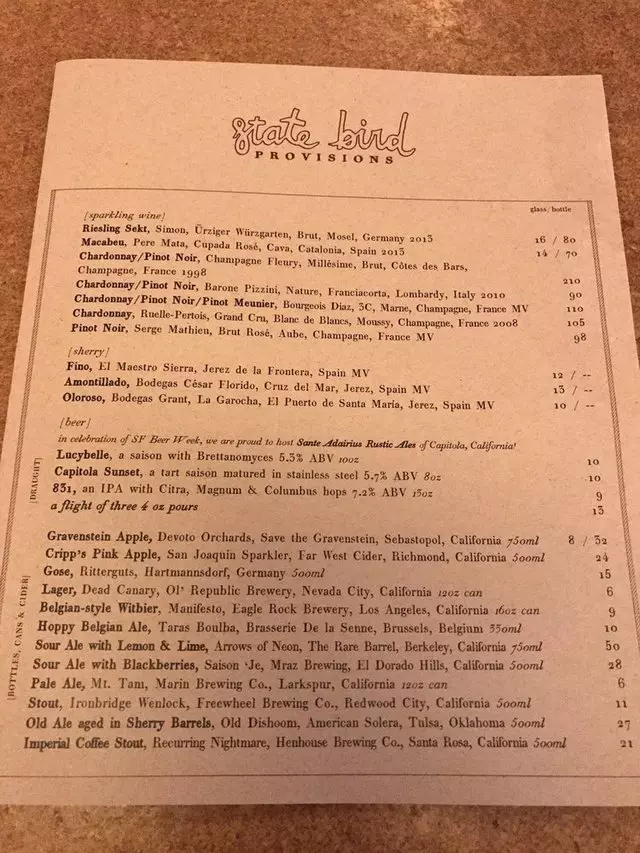 state bird
PROVISIONS
glass/bottle
[sparkling wine]
Riesling Sekt, Simon, Ürziger Würzgarten, Brut, Mosel, Germany 2013 16 / 80
Macabeu, Pere Mata, Cupada Rosé, Cava, Catalonia, Spain 2013 14 / 70
Chardonnay/Pinot Noir, Champagne Fleury, Millésime, Brut, Côtes des Bars,
Champagne, France 1998 210
Chardonnay/Pinot Noir, Barone Pizzini, Nature, Franciacorta, Lombardy, Italy 2010 90
Chardonnay/Pinot Noir/Pinot Meunier, Bourgeois Diaz, 3C, Marne, Champagne, France MV 110
Chardonnay, Ruelle-Pertois, Grand Cru, Blanc de Blancs, Moussy, Champagne, France 2008 105
Pinot Noir, Serge Mathieu, Brut Rosé, Aube, Champagne, France MV 98
[sherry]
Fino, El Maestro Sierra, Jerez de la Frontera, Spain MV 12 / --
Amontillado, Bodegas César Florido, Cruz del Mar, Jerez, Spain MV 13 / --
Oloroso, Bodegas Grant, La Garocha, El Puerto de Santa María, Jerez, Spain MV 10 / --
[beer]
in celebration of SF Beer Week, we are proud to host Sante Adairius Rustic Ales of Capitola, California!
[DRAUGHT]
Lucybelle, a saison with Brettanomyces 5.3% ABV 10oz 10
Capitola Sunset, a tart saison matured in stainless steel 5.7% ABV 8oz 10
831, an IPA with Citra, Magnum & Columbus hops 7.2% ABV 13oz 9
a flight of three 4 oz pours 13
[BOTTLES, CANS & CIDER]
Gravenstein Apple, Devoto Orchards, Save the Gravenstein, Sebastopol, California 750ml 8 / 32
Cripp's Pink Apple, San Joaquin Sparkler, Far West Cider, Richmond, California 500ml 24
Gose, Ritterguts, Hartmannsdorf, Germany 500ml 15
Lager, Dead Canary, Ol' Republic Brewery, Nevada City, California 12oz can 6
Belgian-style Witbier, Manifesto, Eagle Rock Brewery, Los Angeles, California 16oz can 9
Hoppy Belgian Ale, Taras Boulba, Brasserie De la Senne, Brussels, Belgium 330ml 10
Sour Ale with Lemon & Lime, Arrows of Neon, The Rare Barrel, Berkeley, California 750ml 50
Sour Ale with Blackberries, Saison 'Je, Mraz Brewing, El Dorado Hills, California 500ml 28
Pale Ale, Mt. Tam, Marin Brewing Co., Larkspur, California 12oz can 6
Stout, Ironbridge Wenlock, Freewheel Brewing Co., Redwood City, California 500ml 11
Old Ale aged in Sherry Barrels, Old Dishoom, American Solera, Tulsa, Oklahoma 500ml 27
Imperial Coffee Stout, Recurring Nightmare, Henhouse Brewing Co., Santa Rosa, California 500ml 21